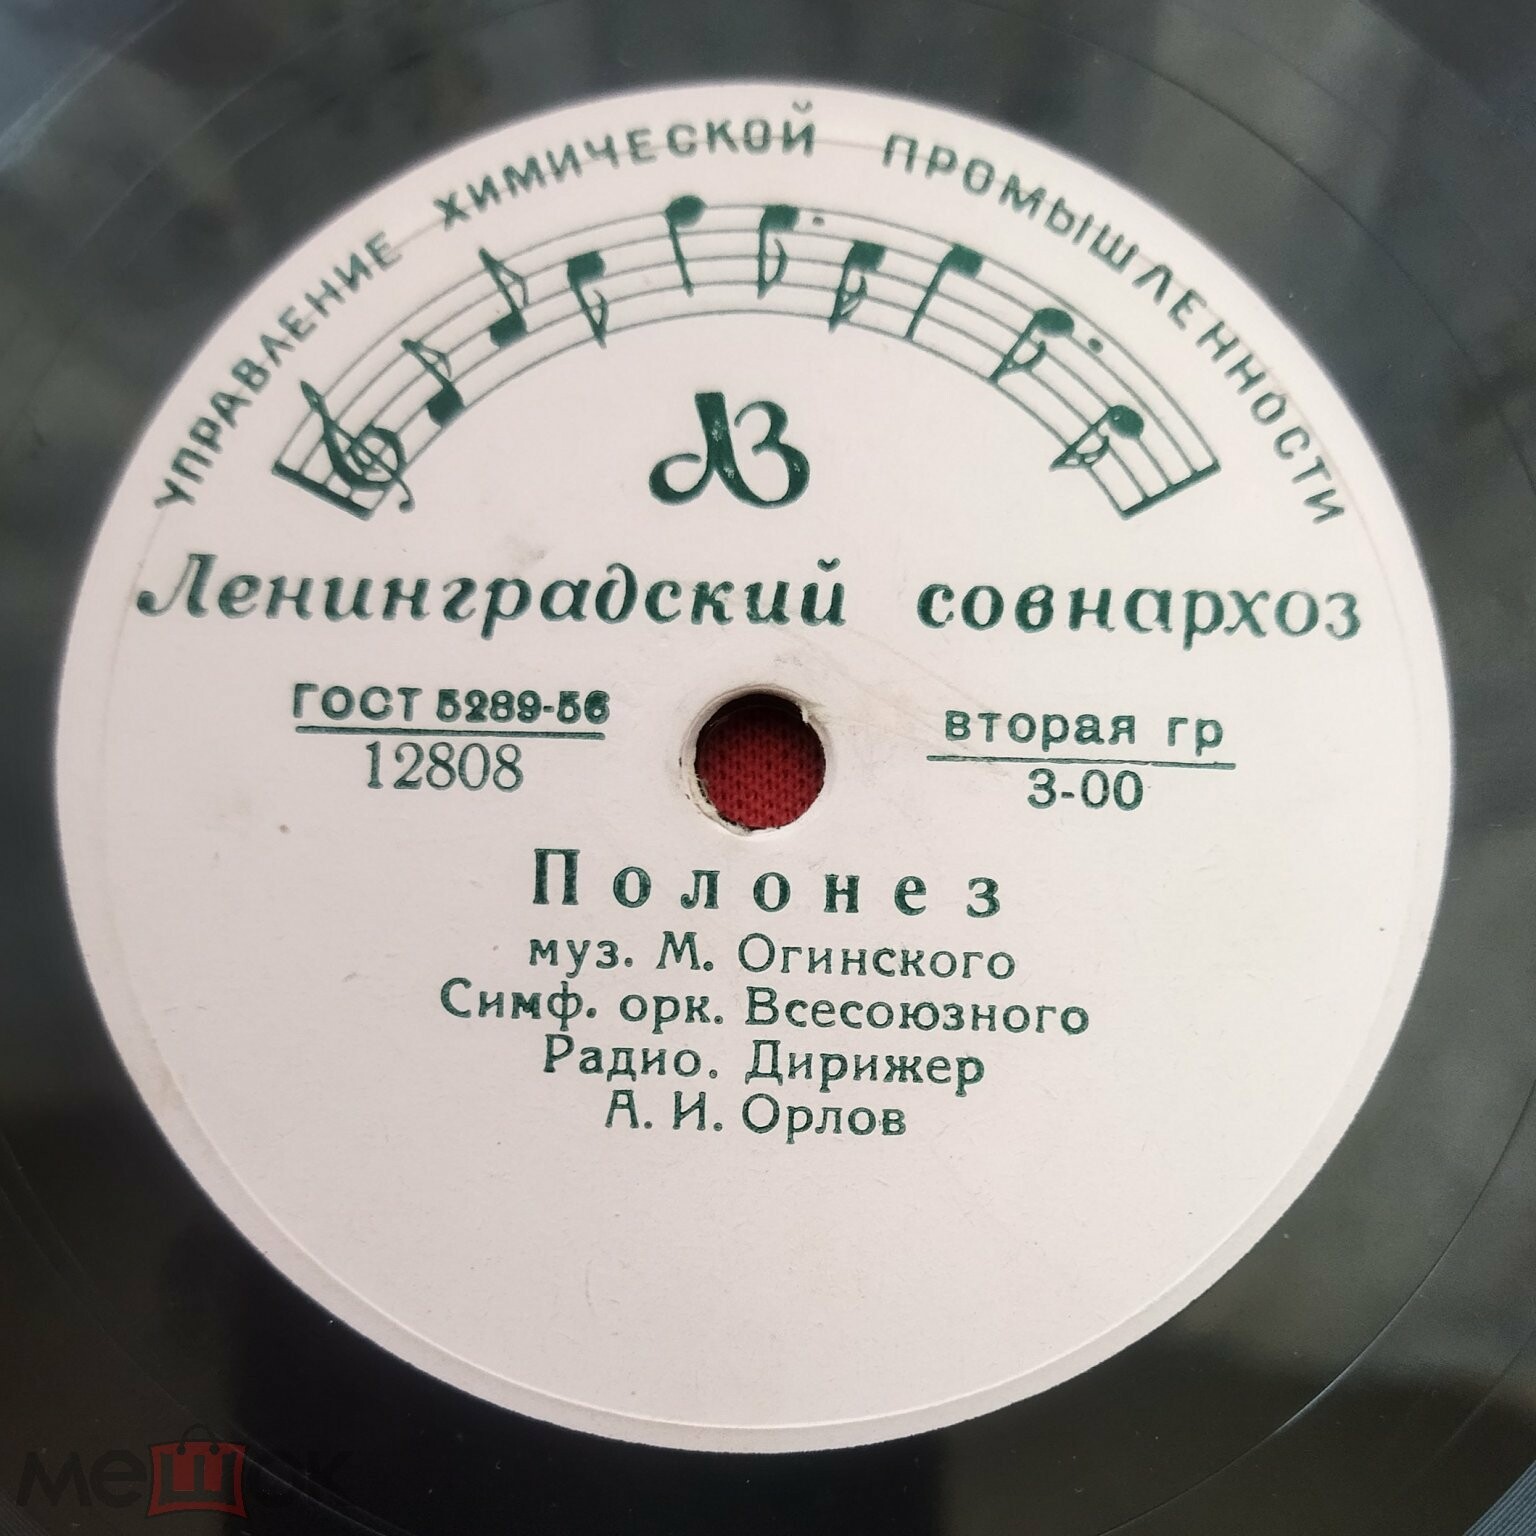 УПРАВЛЕНИЕ ХИМИЧЕСКОЙ ПРОМЫШЛЕННОСТИ
ЛЗ
Ленинградский совнархоз
ГОСТ 5289-56
12808
вторая гр
3-00
Полонез
муз. М. Огинского
Симф. орк. Всесоюзного
Радио. Дирижер
А. И. Орлов
мешок